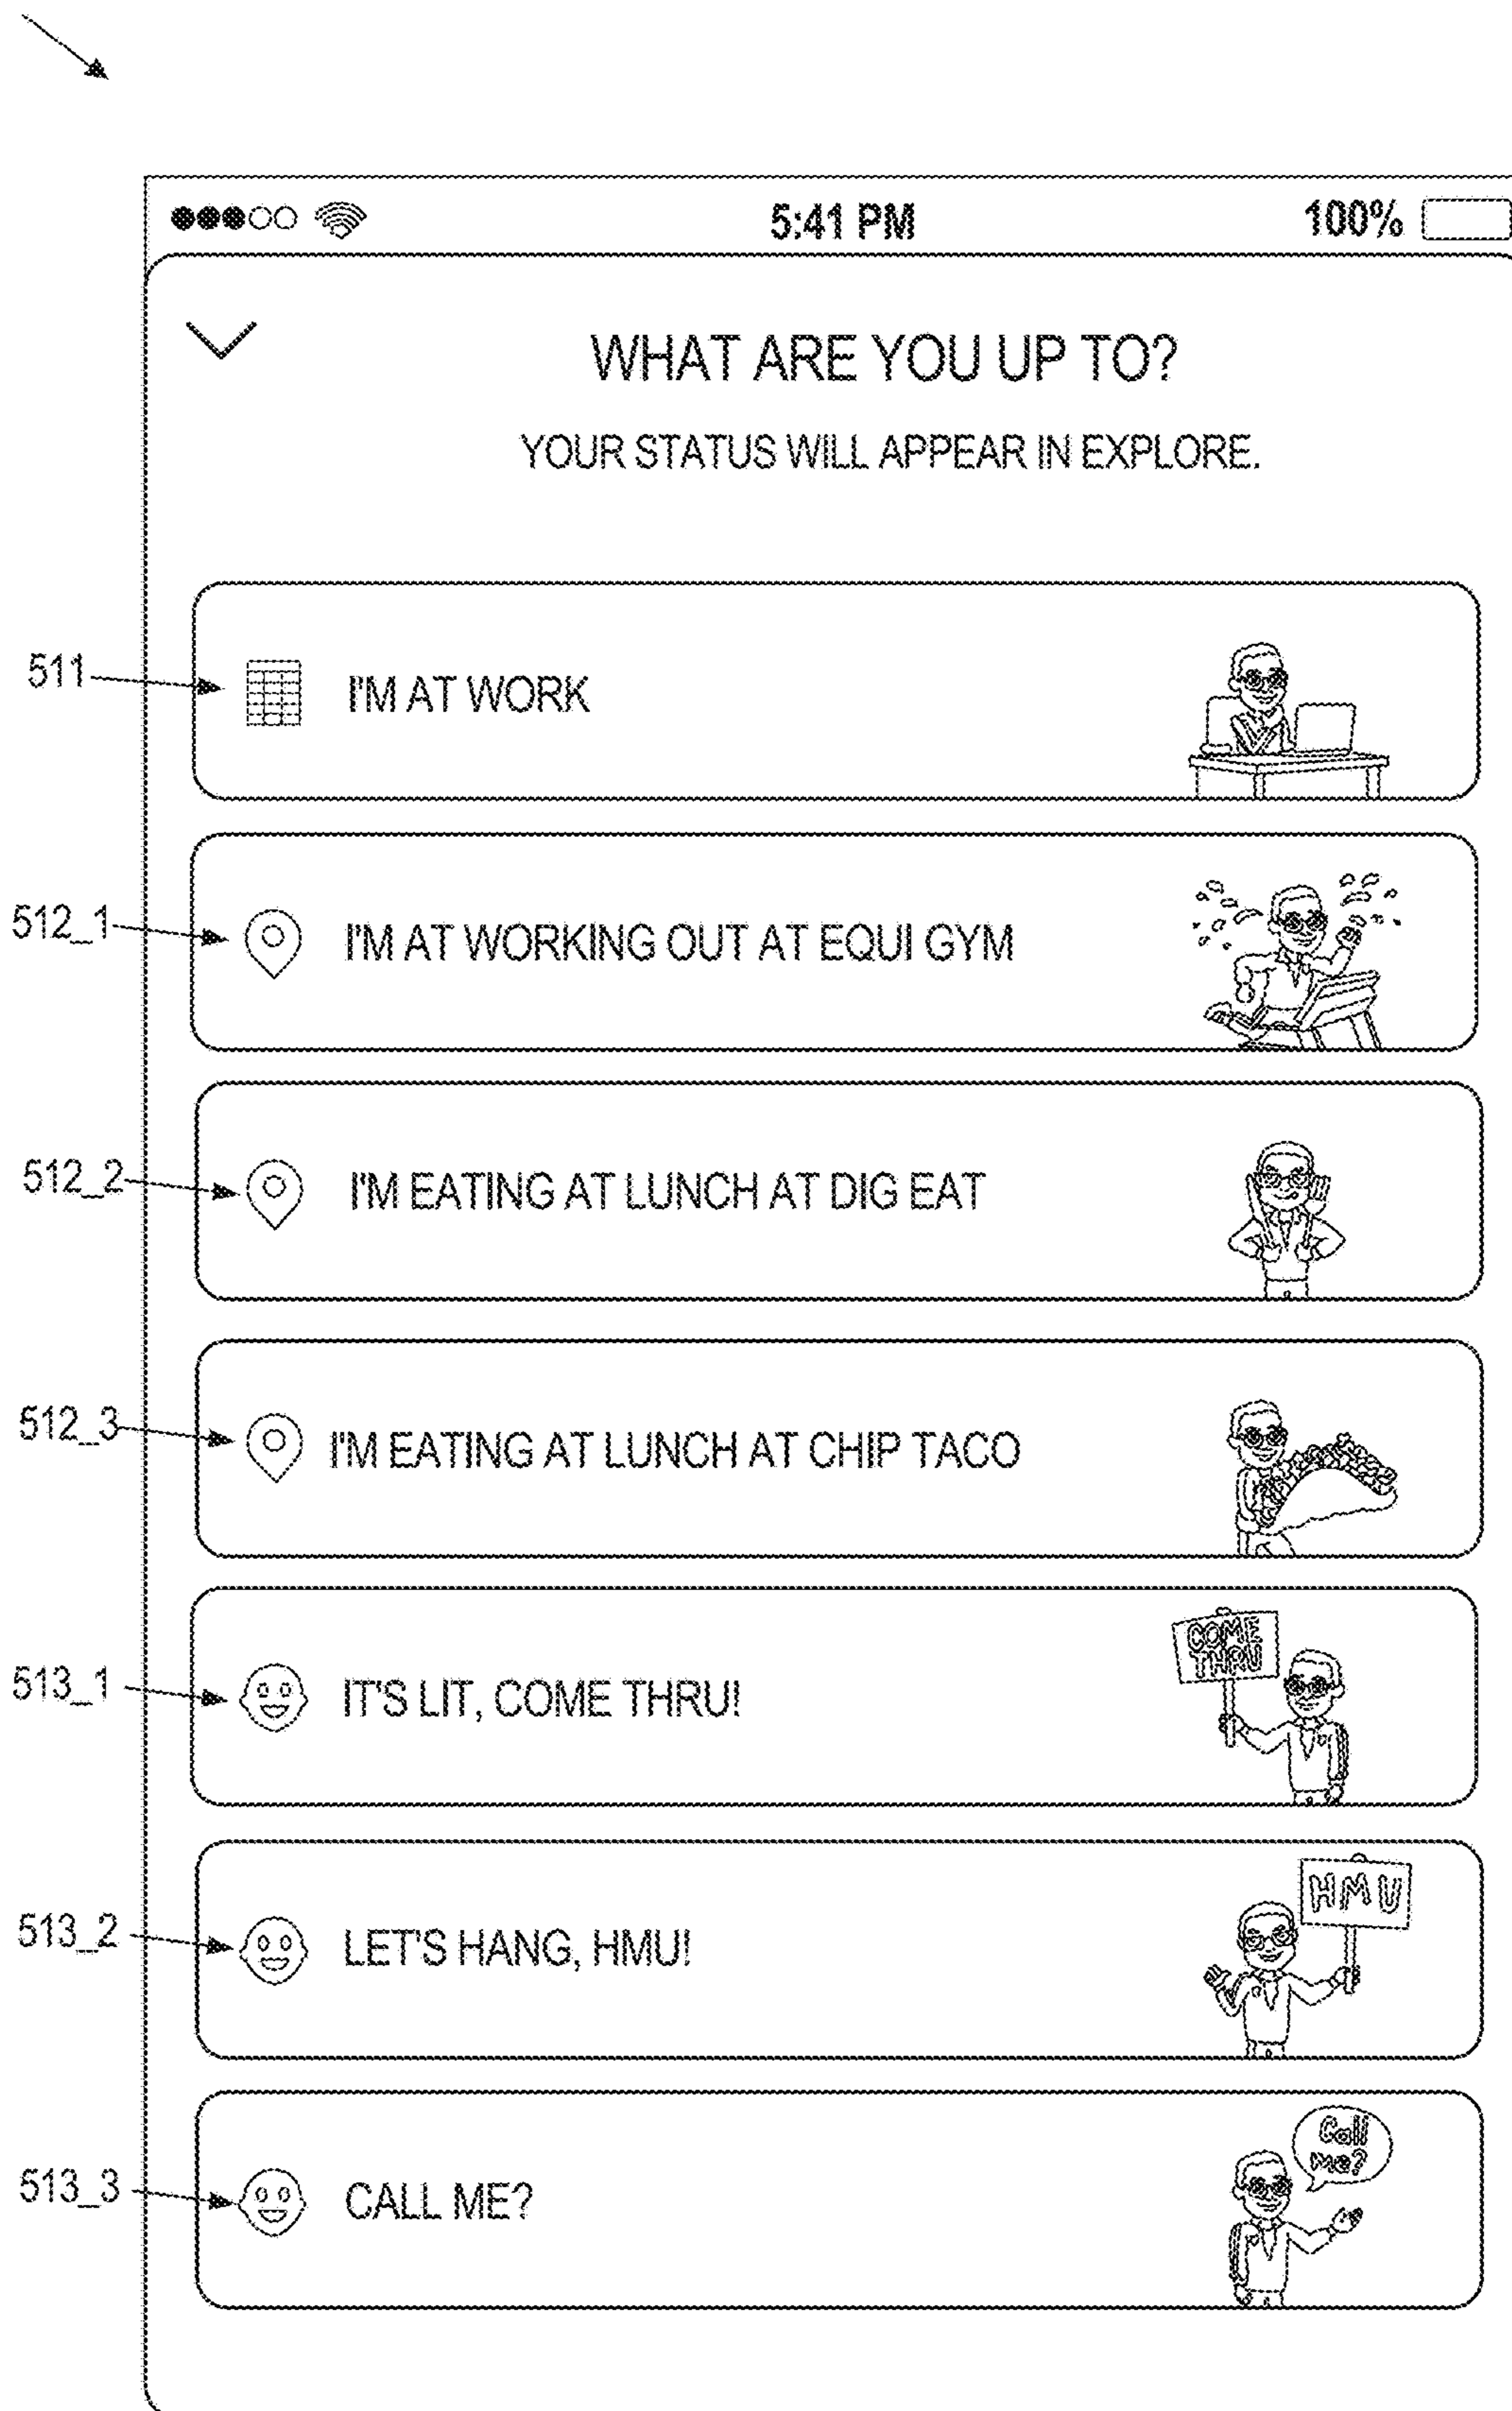 5:41 PM 100%
WHAT ARE YOU UP TO?
YOUR STATUS WILL APPEAR IN EXPLORE.
511 I'M AT WORK
512_1 I'M AT WORKING OUT AT EQUI GYM
512_2 I'M EATING AT LUNCH AT DIG EAT
512_3 I'M EATING AT LUNCH AT CHIP TACO
COME
THRU
513_1 IT'S LIT, COME THRU!
HMU
513_2 LET'S HANG, HMU!
Call
me?
513_3 CALL ME?